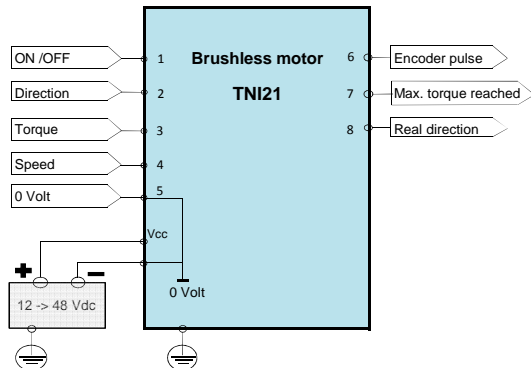 ON /OFF
Direction
Torque
Speed
0 Volt
1
2
3
4
5
Vcc
+
−
12 -> 48 Vdc
Brushless motor
TNI21
0 Volt
6
7
8
Encoder pulse
Max. torque reached
Real direction